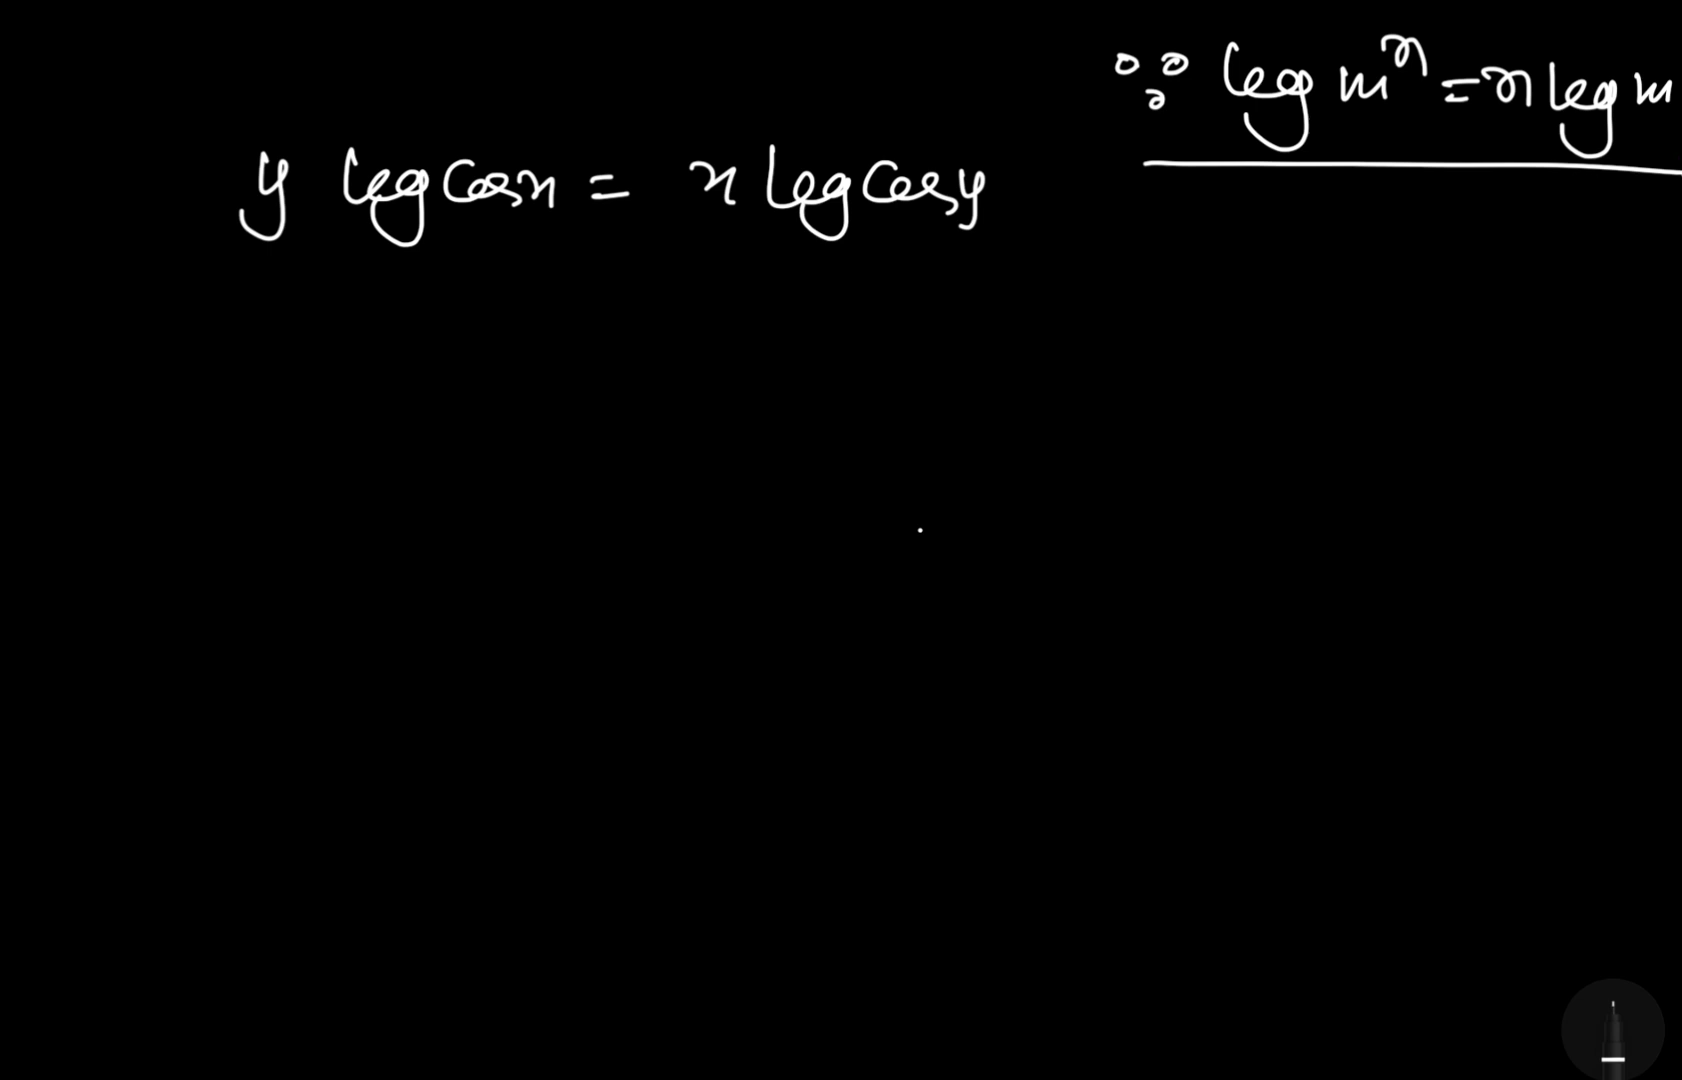 ∵ log mⁿ = n log m
y log cos x = x log cos y